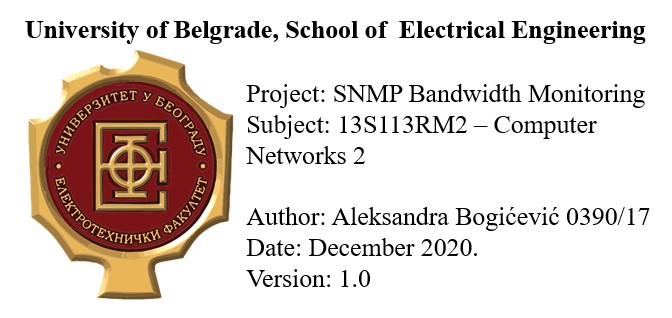 University of Belgrade, School of  Electrical Engineering
УНИВЕРЗИТЕТ У БЕОГРАДУ
ЕЛЕКТРОТЕХНИЧКИ ФАКУЛТЕТ
Project: SNMP Bandwidth Monitoring
Subject: 13S113RM2 – Computer
Networks 2
Author: Aleksandra Bogićević 0390/17
Date: December 2020.
Version: 1.0